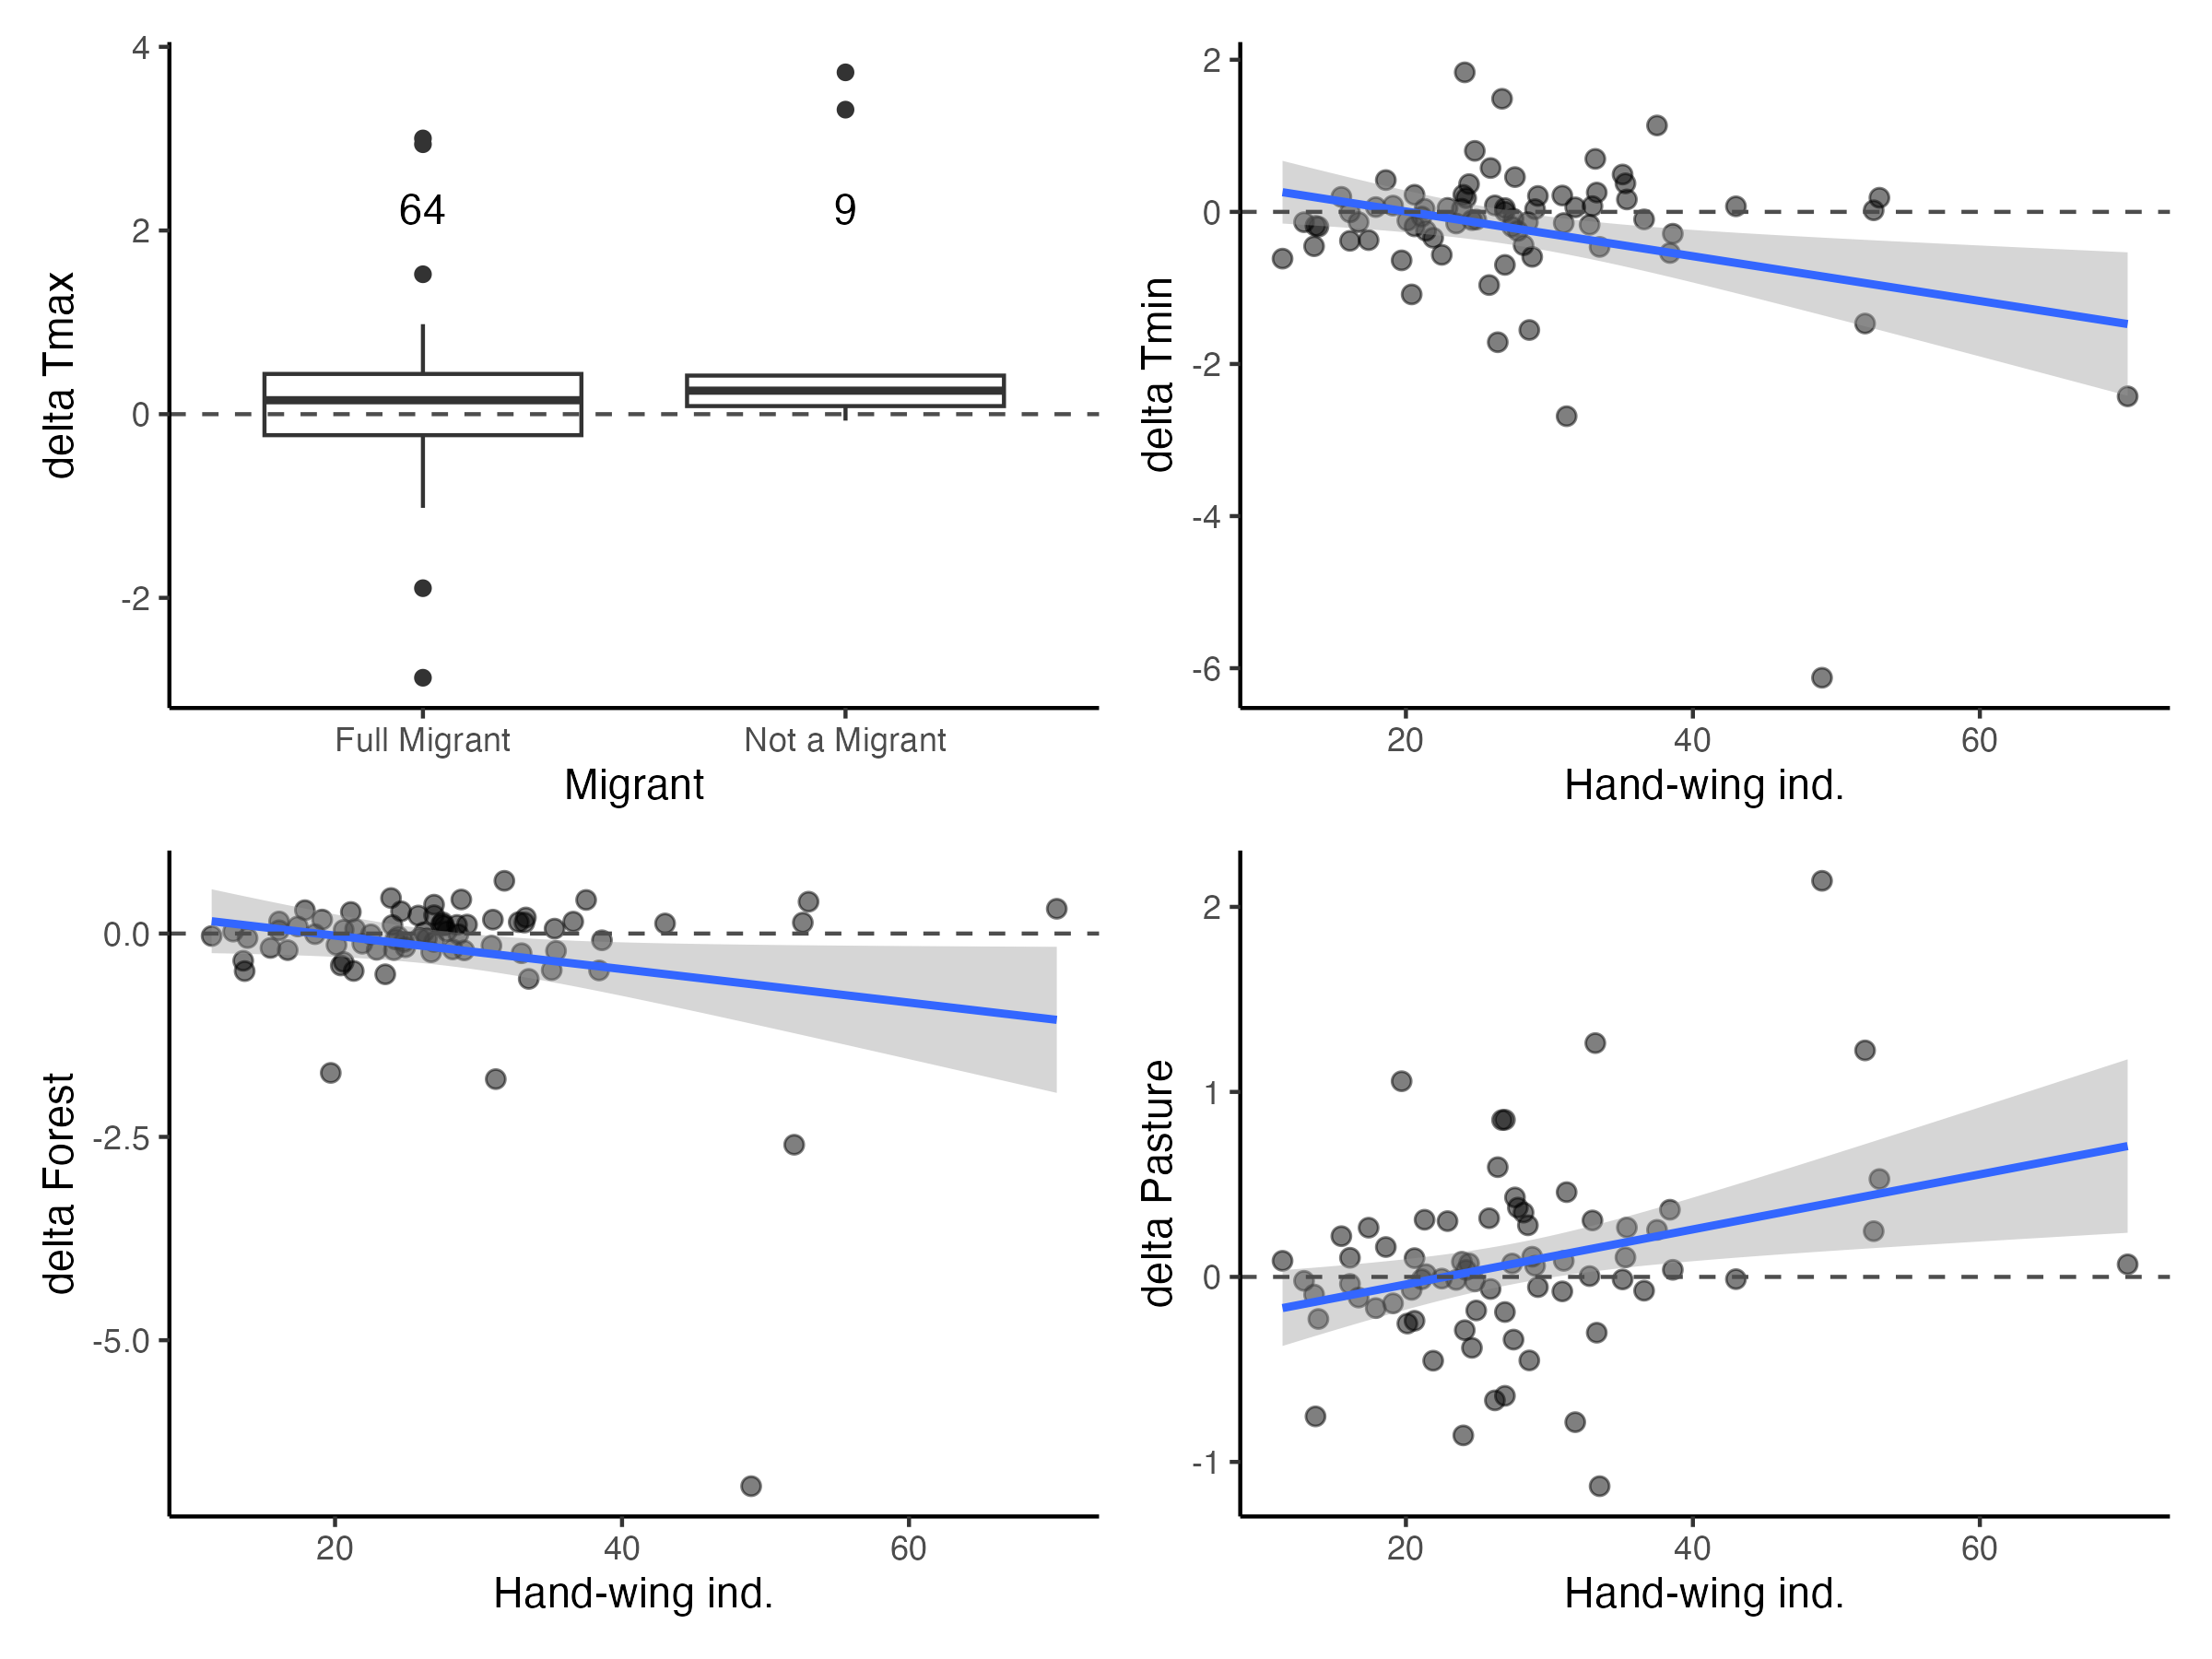 4
2
0
-2
delta Tmax
64
9
Full Migrant
Not a Migrant
Migrant
2
0
-2
-4
-6
delta Tmin
20
40
60
Hand-wing ind.
0.0
-2.5
-5.0
delta Forest
20
40
60
Hand-wing ind.
2
1
0
-1
delta Pasture
20
40
60
Hand-wing ind.